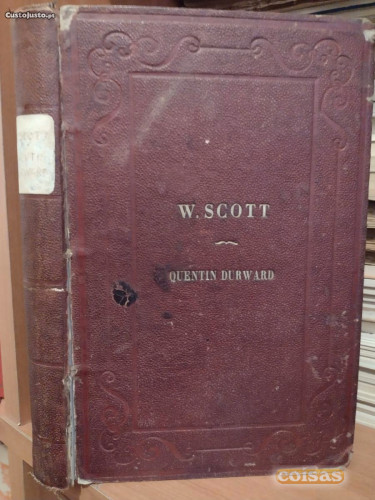 CustoJusto.pt
W. SCOTT
QUENTIN DURWARD
coisas